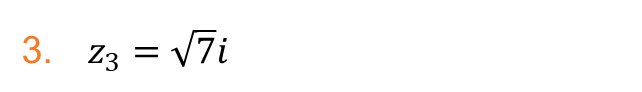 3. z₃ = √7i